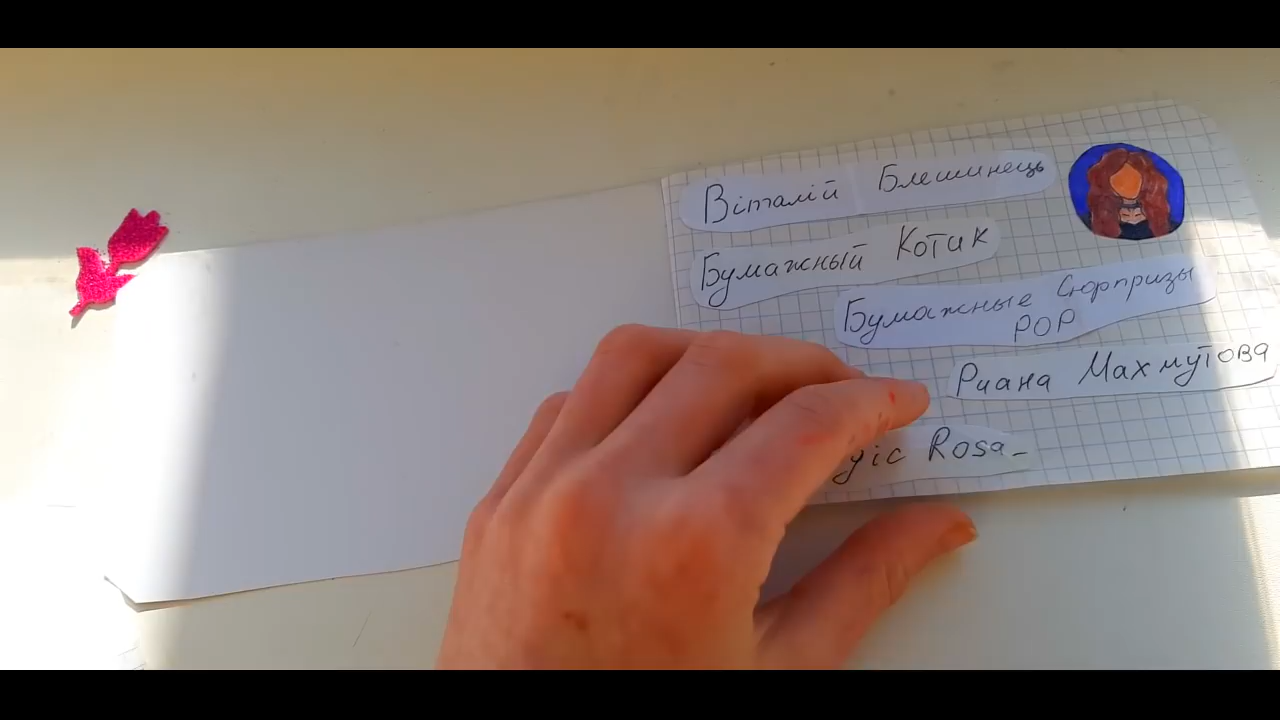 Віталій Блешинець
Бумажный Котик
Бумажные Сюрпризы
POP
Риана Махмутова
Rosa_